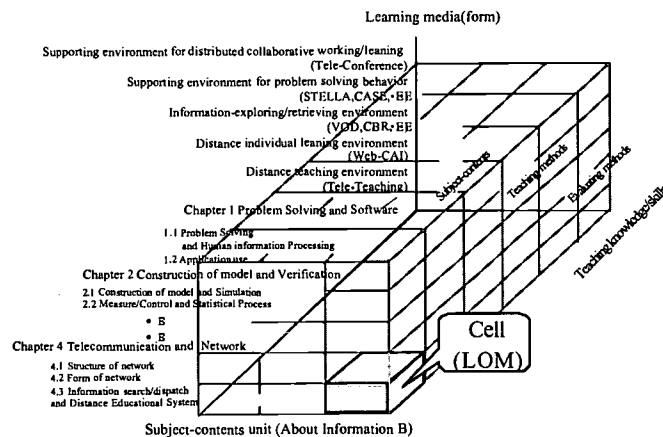 Learning media(form)
Supporting environment for distributed collaborative working/leaning
(Tele-Conference)
Supporting environment for problem solving behavior
(STELLA,CASE,・EE
Information-exploring/retrieving environment
(VOD,CBR,・EE
Distance individual leaning environment
(Web-CAI)
Distance teaching environment
(Tele-Teaching)
Subject-contents
Teaching methods
Evaluating methods
Teaching knowledge/skills
Chapter 1 Problem Solving and Software
1.1 Problem Solving
and Human information Processing
1.2 Application use
Chapter 2 Construction of model and Verification
2.1 Construction of model and Simulation
2.2 Measure/Control and Statistical Process
• E
• E
Chapter 4 Telecommunication and Network
4.1 Structure of network
4.2 Form of network
4.3 Information search/dispatch
and Distance Educational System
Cell
(LOM)
Subject-contents unit (About Information B)